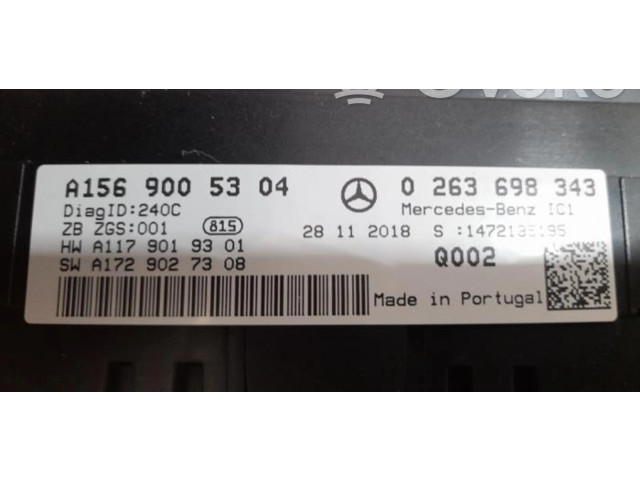 A156 900 53 04 0 263 698 343
DiagID:240C Mercedes-Benz IC1
ZB ZGS:001 815 28 11 2018 S :1472135195
HW A117 901 93 01 Q002
SW A172 902 73 08
Made in Portugal